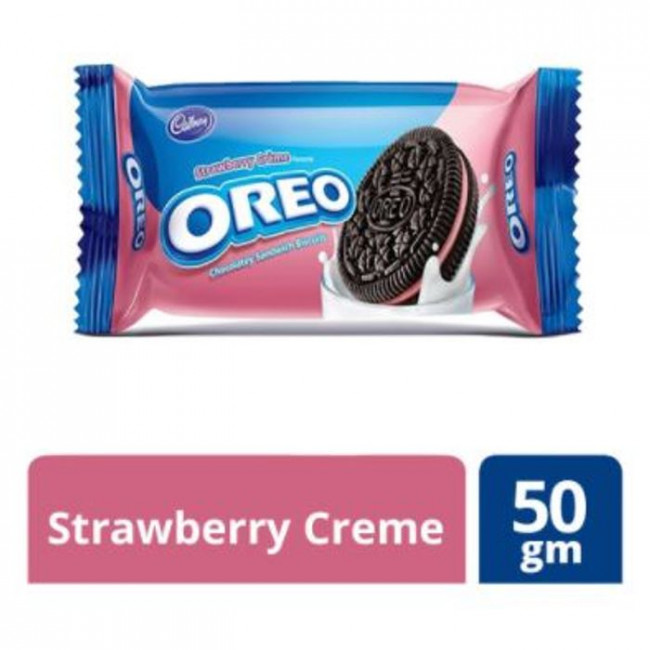 Cadbury
Strawberry Crème
OREO
OREO
Chocolatey Sandwich Biscuits
OREO
OREO
Strawberry Creme
50
gm